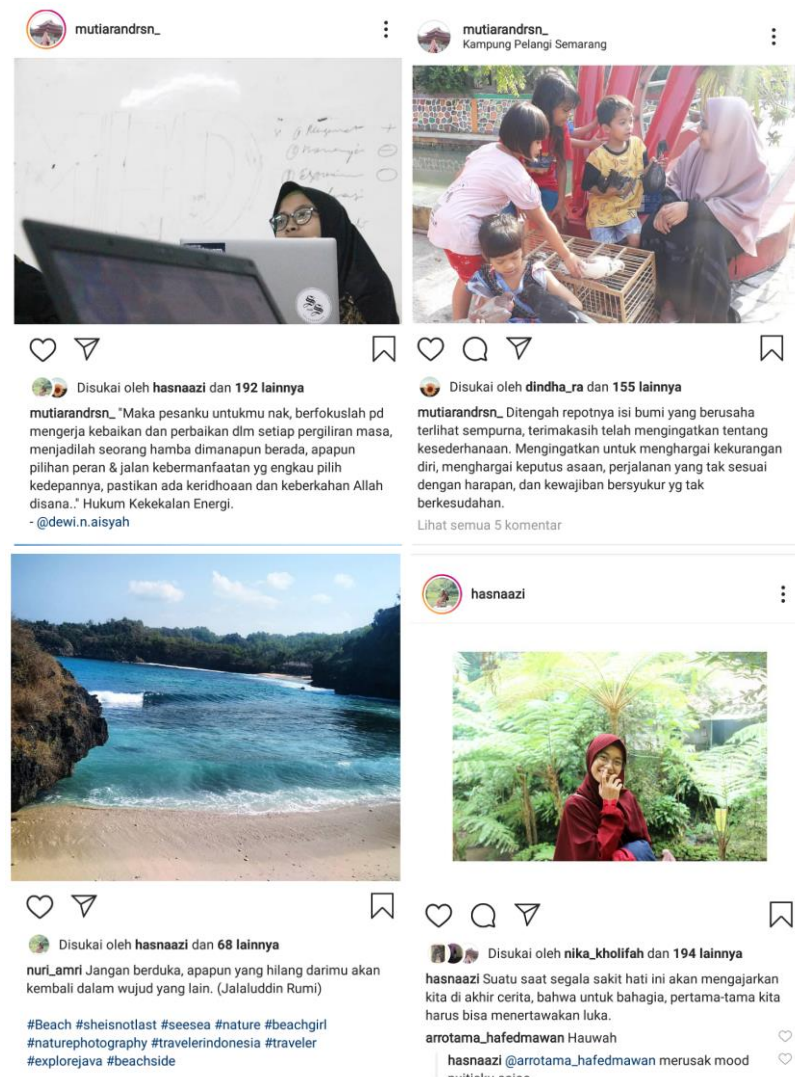 mutiarandrsn_
Disukai oleh hasnaazi dan 192 lainnya
mutiarandrsn_ "Maka pesanku untukmu nak, berfokuslah pd
mengerja kebaikan dan perbaikan dlm setiap pergiliran masa,
menjadilah seorang hamba dimanapun berada, apapun
pilihan peran & jalan kebermanfaatan yg engkau pilih
kedepannya, pastikan ada keridhoaan dan keberkahan Allah
disana.." Hukum Kekekalan Energi.
- @dewi.n.aisyah
mutiarandrsn_
Kampung Pelangi Semarang
Disukai oleh dindha_ra dan 155 lainnya
mutiarandrsn_ Ditengah repotnya isi bumi yang berusaha
terlihat sempurna, terimakasih telah mengingatkan tentang
kesederhanaan. Mengingatkan untuk menghargai kekurangan
diri, menghargai keputus asaan, perjalanan yang tak sesuai
dengan harapan, dan kewajiban bersyukur yg tak
berkesudahan.
Lihat semua 5 komentar
Disukai oleh hasnaazi dan 68 lainnya
nuri_amri Jangan berduka, apapun yang hilang darimu akan
kembali dalam wujud yang lain. (Jalaluddin Rumi)
#Beach #sheisnotlast #seesea #nature #beachgirl
#naturephotography #travelerindonesia #traveler
#explorejava #beachside
hasnaazi
Disukai oleh nika_kholifah dan 194 lainnya
hasnaazi Suatu saat segala sakit hati ini akan mengajarkan
kita di akhir cerita, bahwa untuk bahagia, pertama-tama kita
harus bisa menertawakan luka.
arrotama_hafedmawan Hauwah
hasnaazi @arrotama_hafedmawan merusak mood